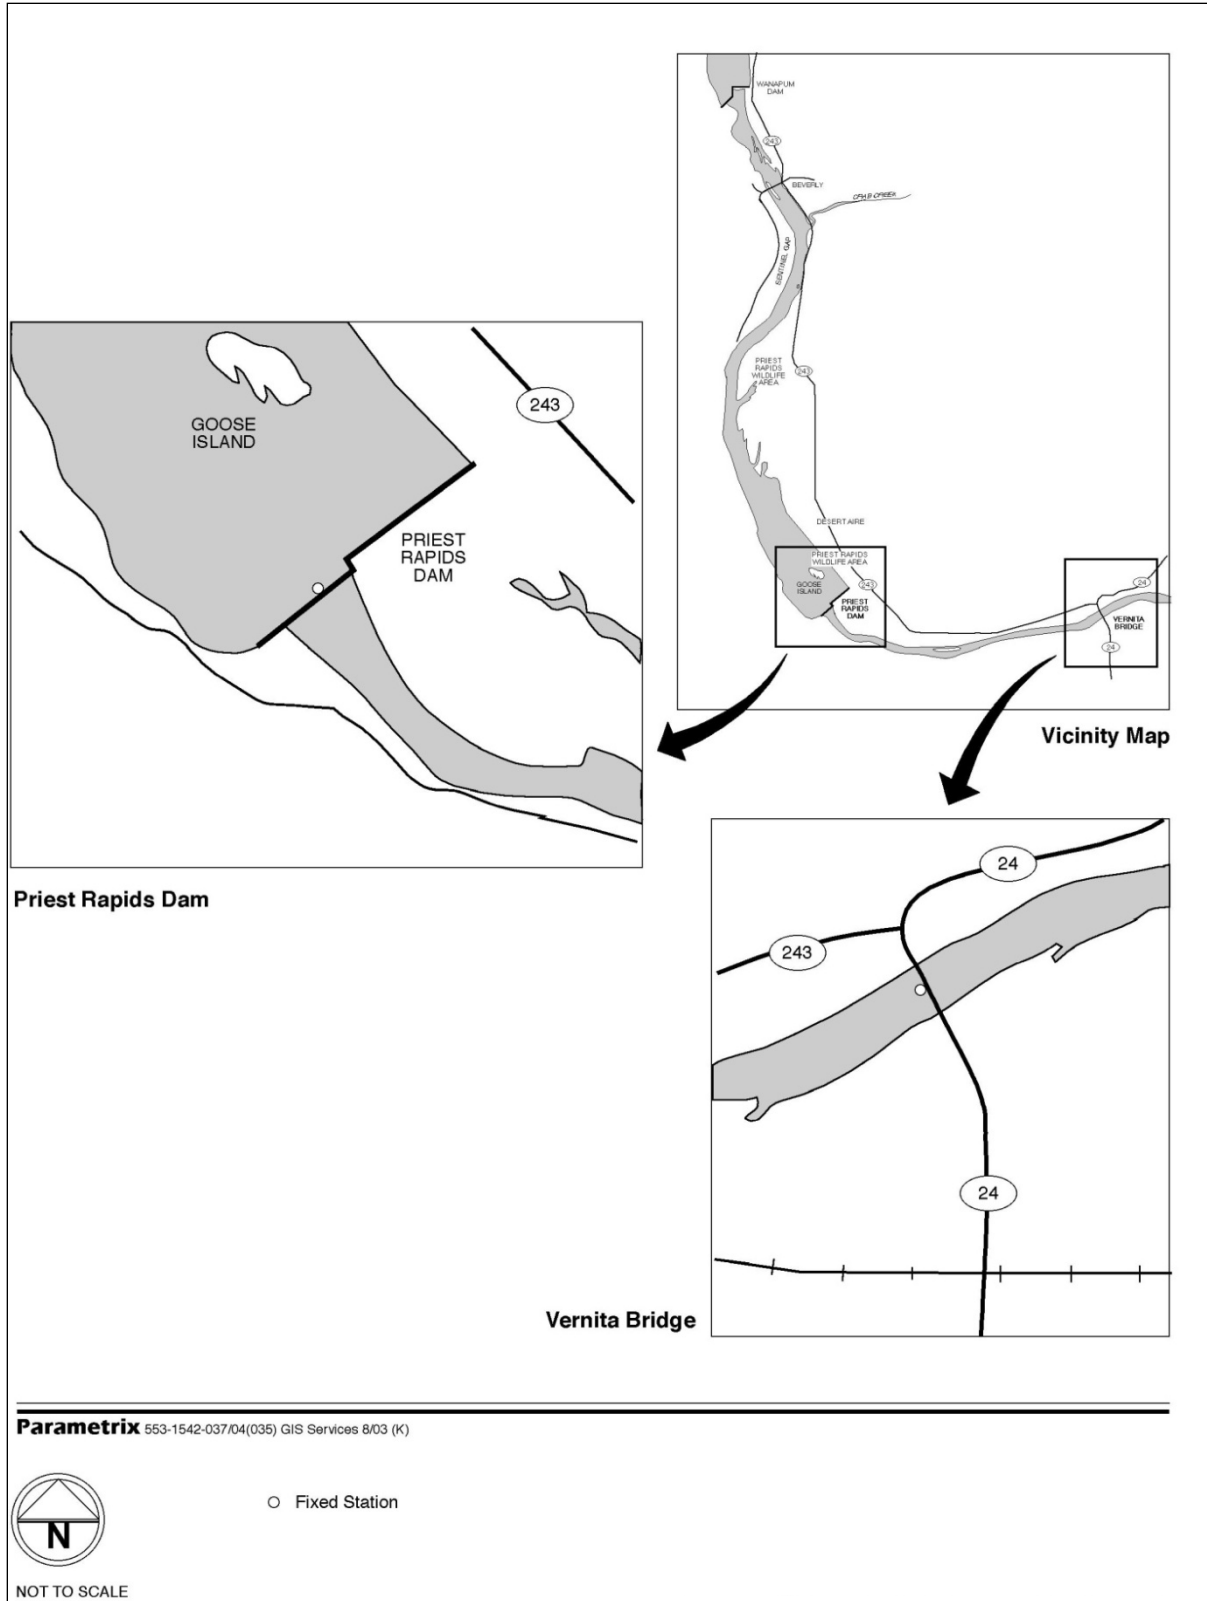 WANAPUM
DAM
243
BEVERLY
CRAB CREEK
SENTINEL GAP
PRIEST
RAPIDS
WILDLIFE
AREA
243
DESERT AIRE
PRIEST RAPIDS
WILDLIFE AREA
GOOSE
ISLAND
243
PRIEST
RAPIDS
DAM
24
VERNITA
BRIDGE
24
Vicinity Map
GOOSE
ISLAND
243
PRIEST
RAPIDS
DAM
Priest Rapids Dam
24
243
24
Vernita Bridge
Parametrix 553-1542-037/04(035) GIS Services 8/03 (K)
N
Fixed Station
NOT TO SCALE